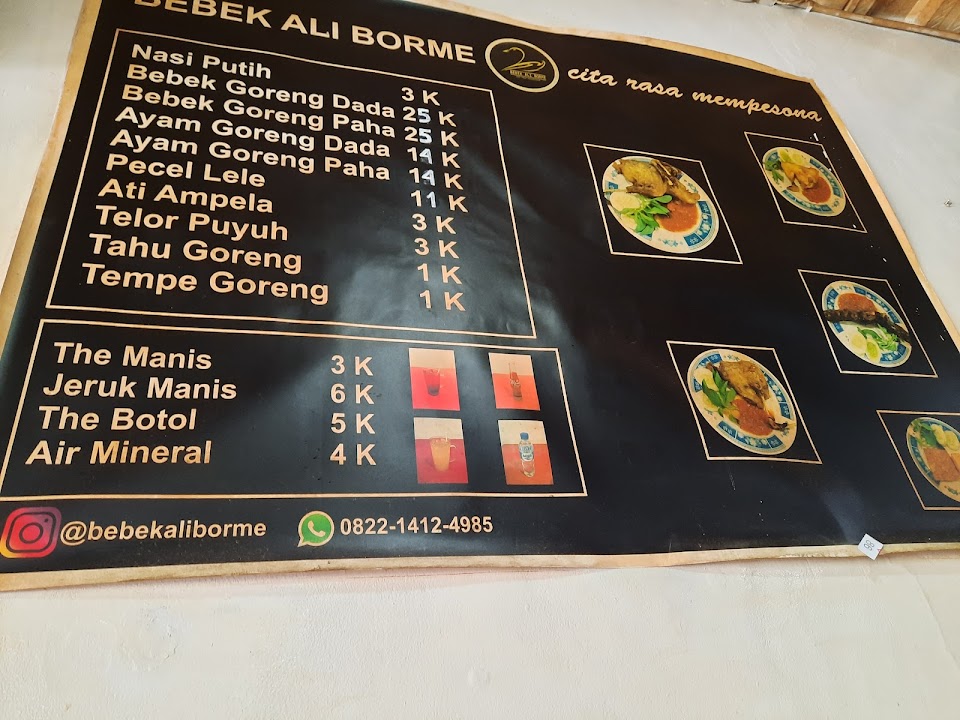 BEBEK ALI BORME
cita rasa mempesona
Nasi Putih 3 K
Bebek Goreng Dada 25 K
Bebek Goreng Paha 25 K
Ayam Goreng Dada 14 K
Ayam Goreng Paha 14 K
Pecel Lele 11 K
Ati Ampela 3 K
Telor Puyuh 3 K
Tahu Goreng 1 K
Tempe Goreng 1 K
The Manis 3 K
Jeruk Manis 6 K
The Botol 5 K
Air Mineral 4 K
@bebekaliborme 0822-1412-4985